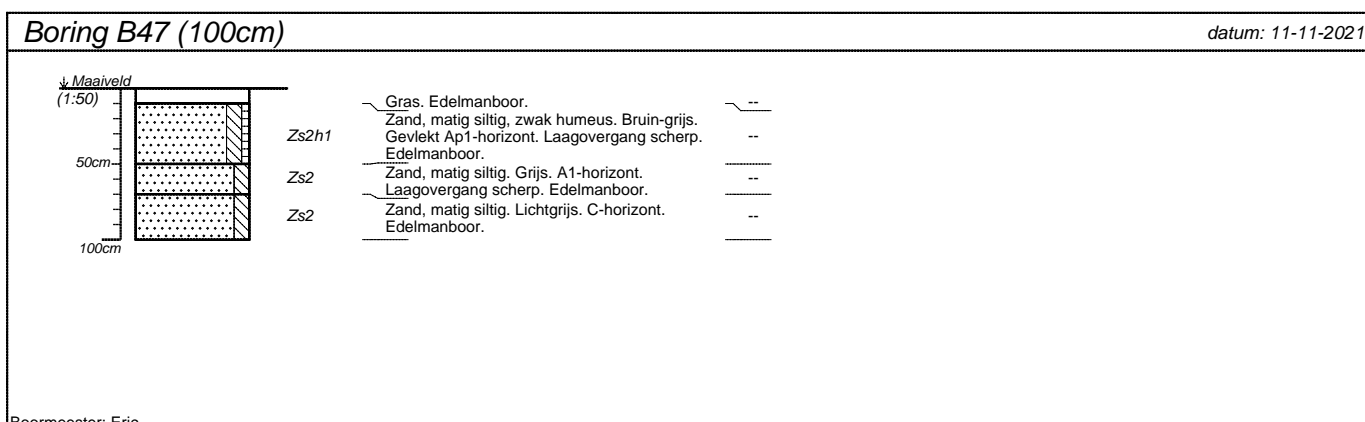 Boring B47 (100cm)
datum: 11-11-2021
Maaiveld
(1:50)
Gras. Edelmanboor.
--
Zs2h1
Zand, matig siltig, zwak humeus. Bruin-grijs.
Gevlekt Ap1-horizont. Laagovergang scherp.
Edelmanboor.
--
50cm
Zs2
Zand, matig siltig. Grijs. A1-horizont.
Laagovergang scherp. Edelmanboor.
--
Zs2
Zand, matig siltig. Lichtgrijs. C-horizont.
Edelmanboor.
--
100cm